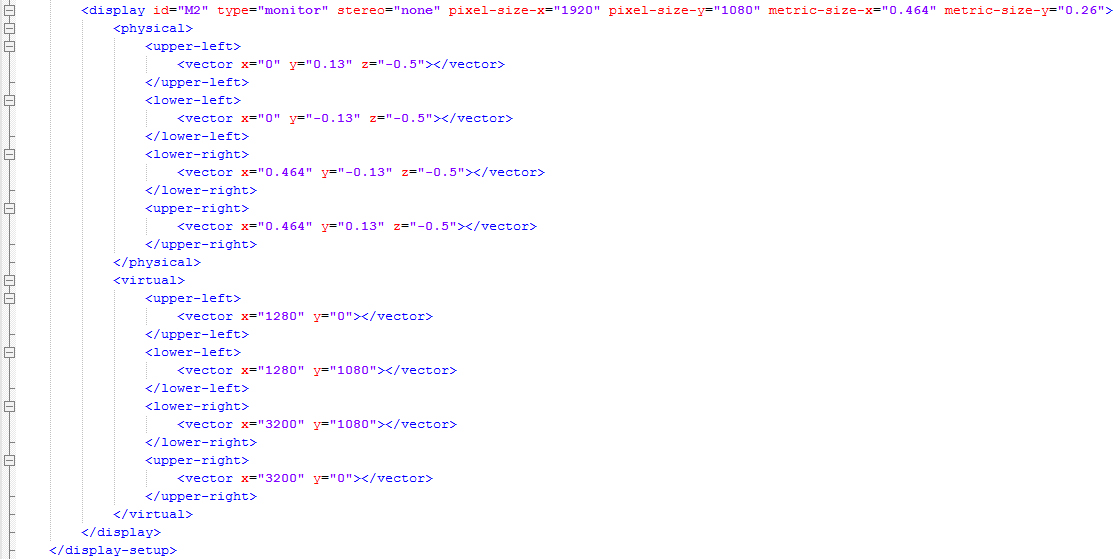 <display id="M2" type="monitor" stereo="none" pixel-size-x="1920" pixel-size-y="1080" metric-size-x="0.464" metric-size-y="0.26">
<physical>
<upper-left>
<vector x="0" y="0.13" z="-0.5"></vector>
</upper-left>
<lower-left>
<vector x="0" y="-0.13" z="-0.5"></vector>
</lower-left>
<lower-right>
<vector x="0.464" y="-0.13" z="-0.5"></vector>
</lower-right>
<upper-right>
<vector x="0.464" y="0.13" z="-0.5"></vector>
</upper-right>
</physical>
<virtual>
<upper-left>
<vector x="1280" y="0"></vector>
</upper-left>
<lower-left>
<vector x="1280" y="1080"></vector>
</lower-left>
<lower-right>
<vector x="3200" y="1080"></vector>
</lower-right>
<upper-right>
<vector x="3200" y="0"></vector>
</upper-right>
</virtual>
</display>
</display-setup>